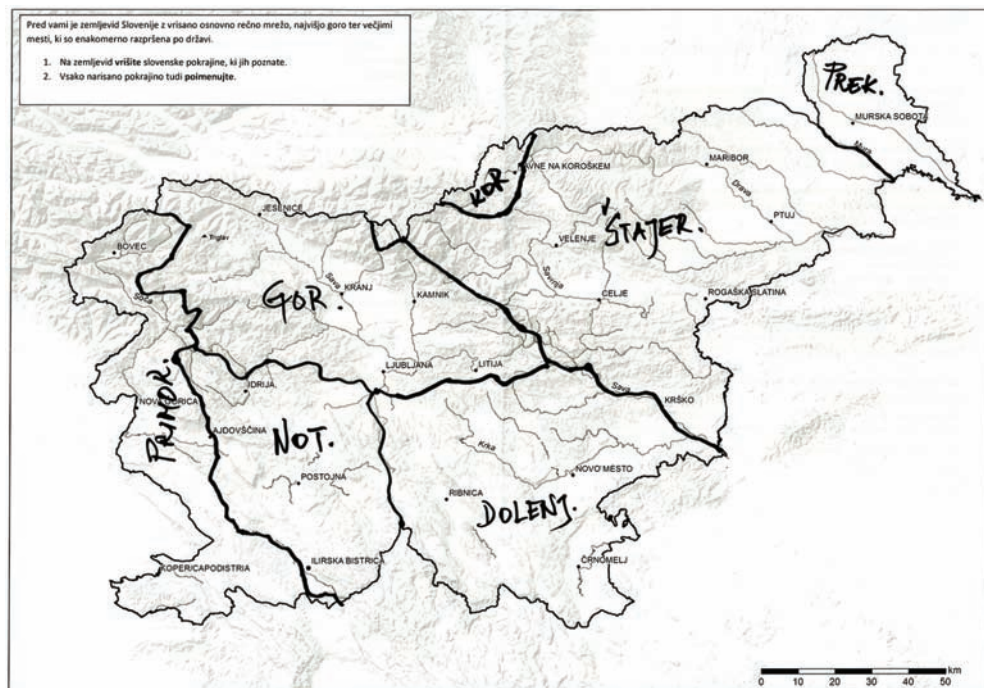 Pred vami je zemljevid Slovenije z vrisano osnovno rečno mrežo, najvišjo goro ter večjimi
mesti, ki so enakomerno razpršena po državi.
1. Na zemljevid vrišite slovenske pokrajine, ki jih poznate.
2. Vsako narisano pokrajino tudi poimenujte.
PREK.
MURSKA SOBOTA
Mura
KOR
RAVNE NA KOROŠKEM
MARIBOR
Drava
PTUJ
JESENICE
Triglav
BOVEC
ŠTAJER.
VELENJE
Savinja
Soča
GOR.
Sava
KRANJ
KAMNIK
CELJE
ROGAŠKA SLATINA
LJUBLJANA
LITIJA
IDRIJA
Sava
KRŠKO
PRIMOR.
NOVA GORICA
AJDOVŠČINA
NOT.
Krka
POSTOJNA
NOVO MESTO
RIBNICA
DOLENJ.
KOPER/CAPODISTRIA
ILIRSKA BISTRICA
ČRNOMELJ
km
0 10 20 30 40 50